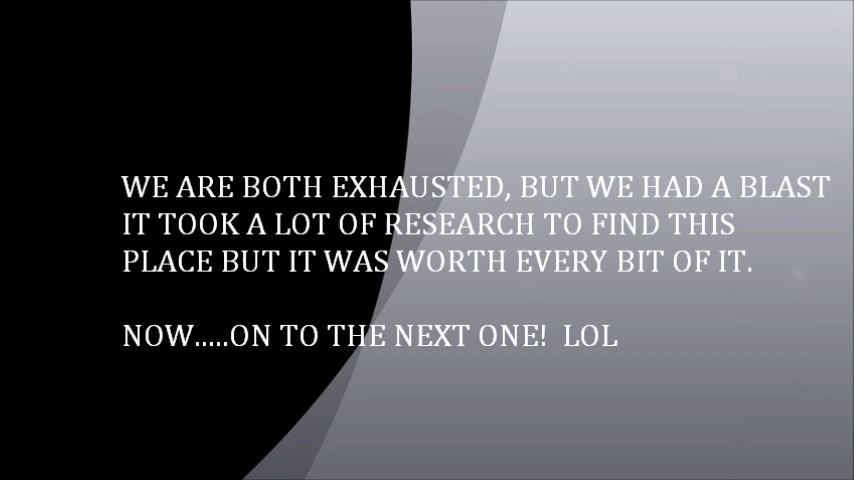 WE ARE BOTH EXHAUSTED, BUT WE HAD A BLAST
IT TOOK A LOT OF RESEARCH TO FIND THIS
PLACE BUT IT WAS WORTH EVERY BIT OF IT.
NOW.....ON TO THE NEXT ONE!  LOL